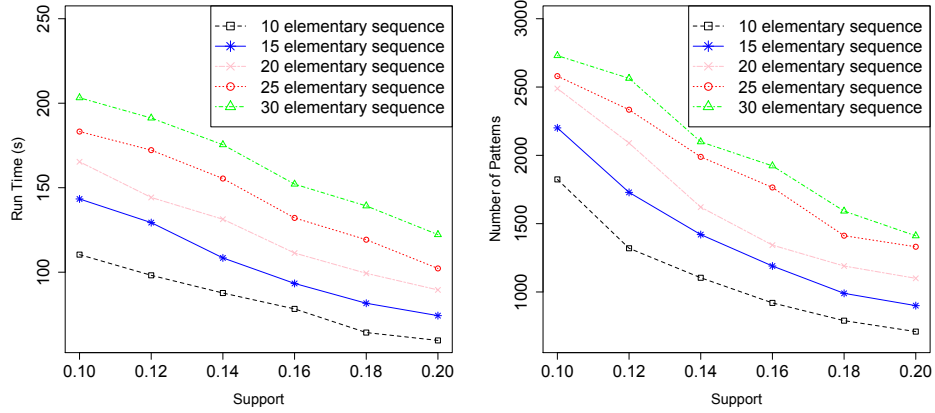 10 elementary sequence
15 elementary sequence
20 elementary sequence
25 elementary sequence
30 elementary sequence
250
200
150
100
Run Time (s)
0.10 0.12 0.14 0.16 0.18 0.20
Support
10 elementary sequence
15 elementary sequence
20 elementary sequence
25 elementary sequence
30 elementary sequence
3000
2500
2000
1500
1000
Number of Patterns
0.10 0.12 0.14 0.16 0.18 0.20
Support